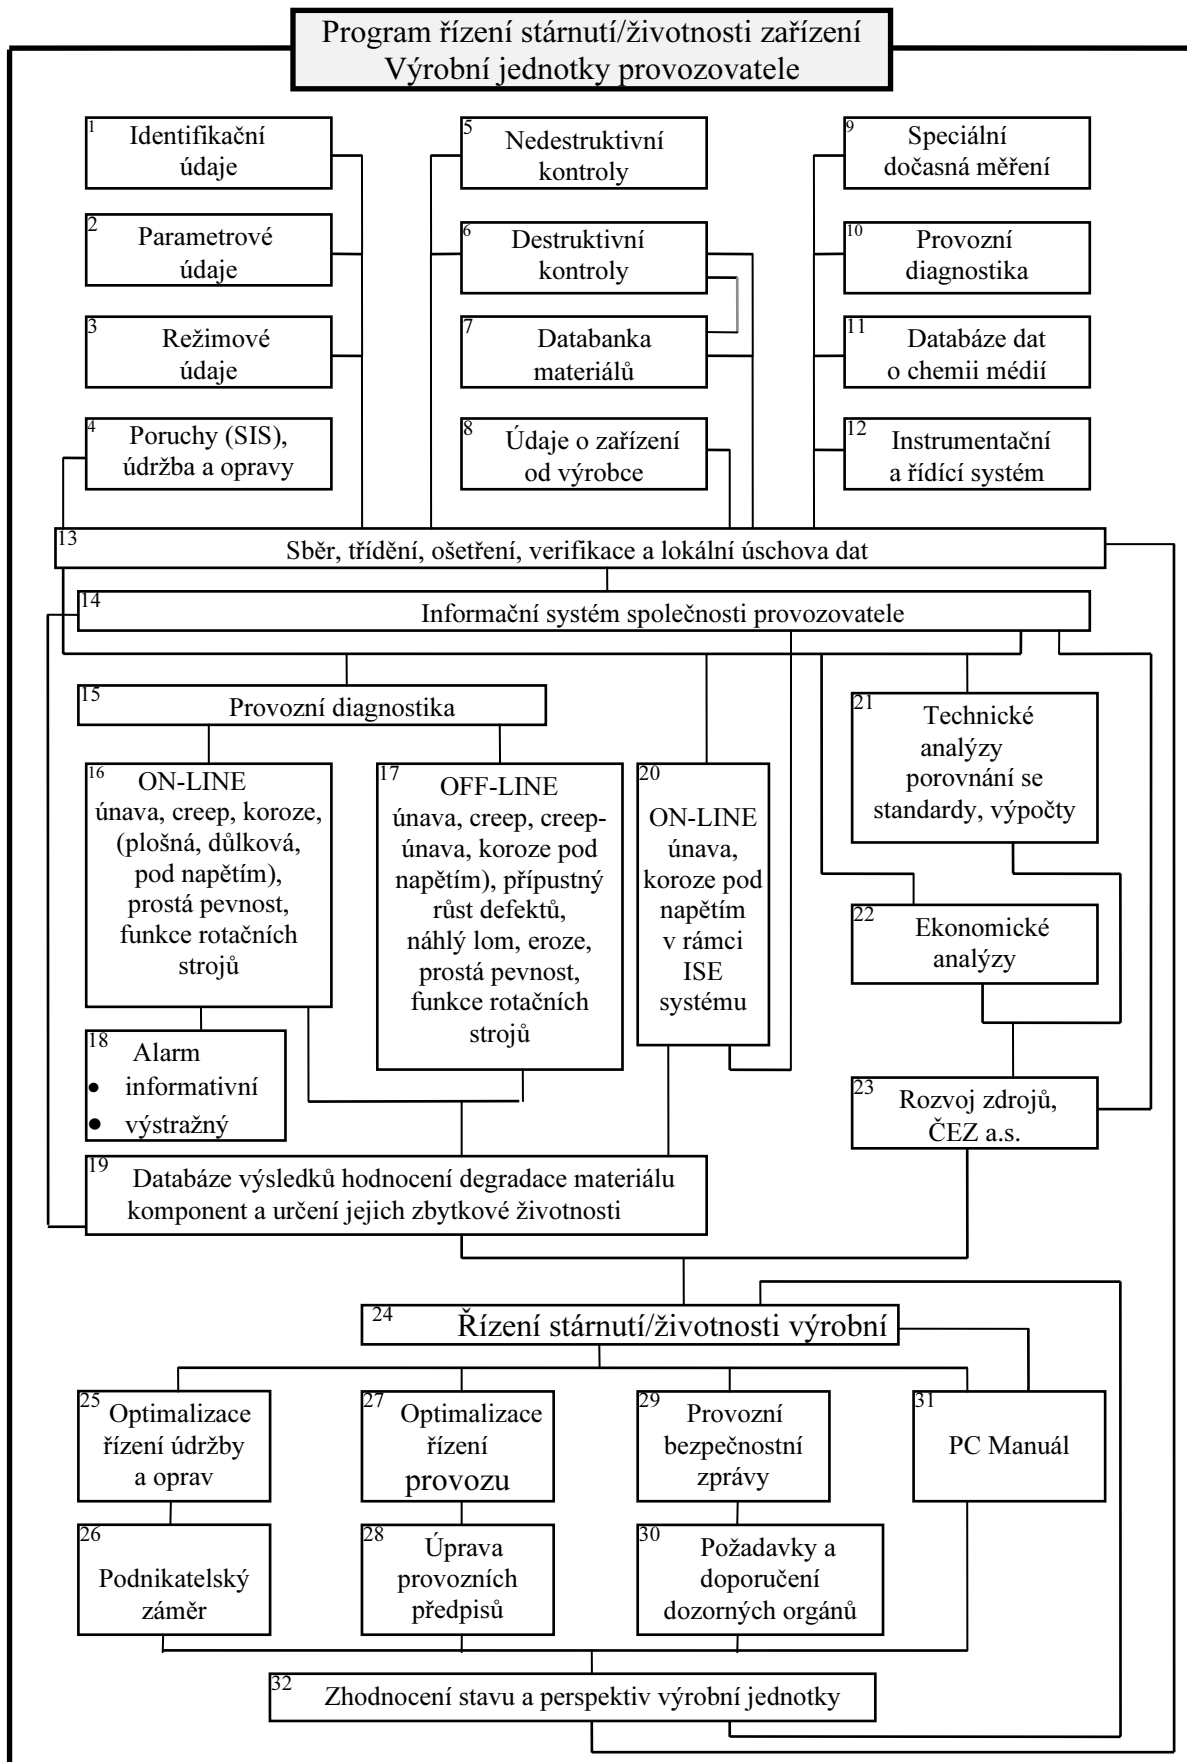 Program řízení stárnutí/životnosti zařízení
Výrobní jednotky provozovatele
1
Identifikační
údaje
5
Nedestruktivní
kontroly
9
Speciální
dočasná měření
2
Parametrové
údaje
6
Destruktivní
kontroly
10
Provozní
diagnostika
3
Režimové
údaje
7
Databanka
materiálů
11
Databáze dat
o chemii médií
4
Poruchy (SIS),
údržba a opravy
8
Údaje o zařízení
od výrobce
12
Instrumentační
a řídící systém
13
Sběr, třídění, ošetření, verifikace a lokální úschova dat
14
Informační systém společnosti provozovatele
15
Provozní diagnostika
16
ON-LINE
únava, creep, koroze,
(plošná, důlková,
pod napětím),
prostá pevnost,
funkce rotačních
strojů
17
OFF-LINE
únava, creep, creep-
únava, koroze pod
napětím), přípustný
růst defektů,
náhlý lom, eroze,
prostá pevnost,
funkce rotačních
strojů
20
ON-LINE
únava,
koroze pod
napětím
v rámci
ISE
systému
21
Technické
analýzy
porovnání se
standardy, výpočty
22
Ekonomické
analýzy
18
Alarm
• informativní
• výstražný
23
Rozvoj zdrojů,
ČEZ a.s.
19
Databáze výsledků hodnocení degradace materiálu
komponent a určení jejich zbytkové životnosti
24
Řízení stárnutí/životnosti výrobní
25
Optimalizace
řízení údržby
a oprav
27
Optimalizace
řízení
provozu
29
Provozní
bezpečnostní
zprávy
31
PC Manuál
26
Podnikatelský
záměr
28
Úprava
provozních
předpisů
30
Požadavky a
doporučení
dozorných orgánů
32
Zhodnocení stavu a perspektiv výrobní jednotky